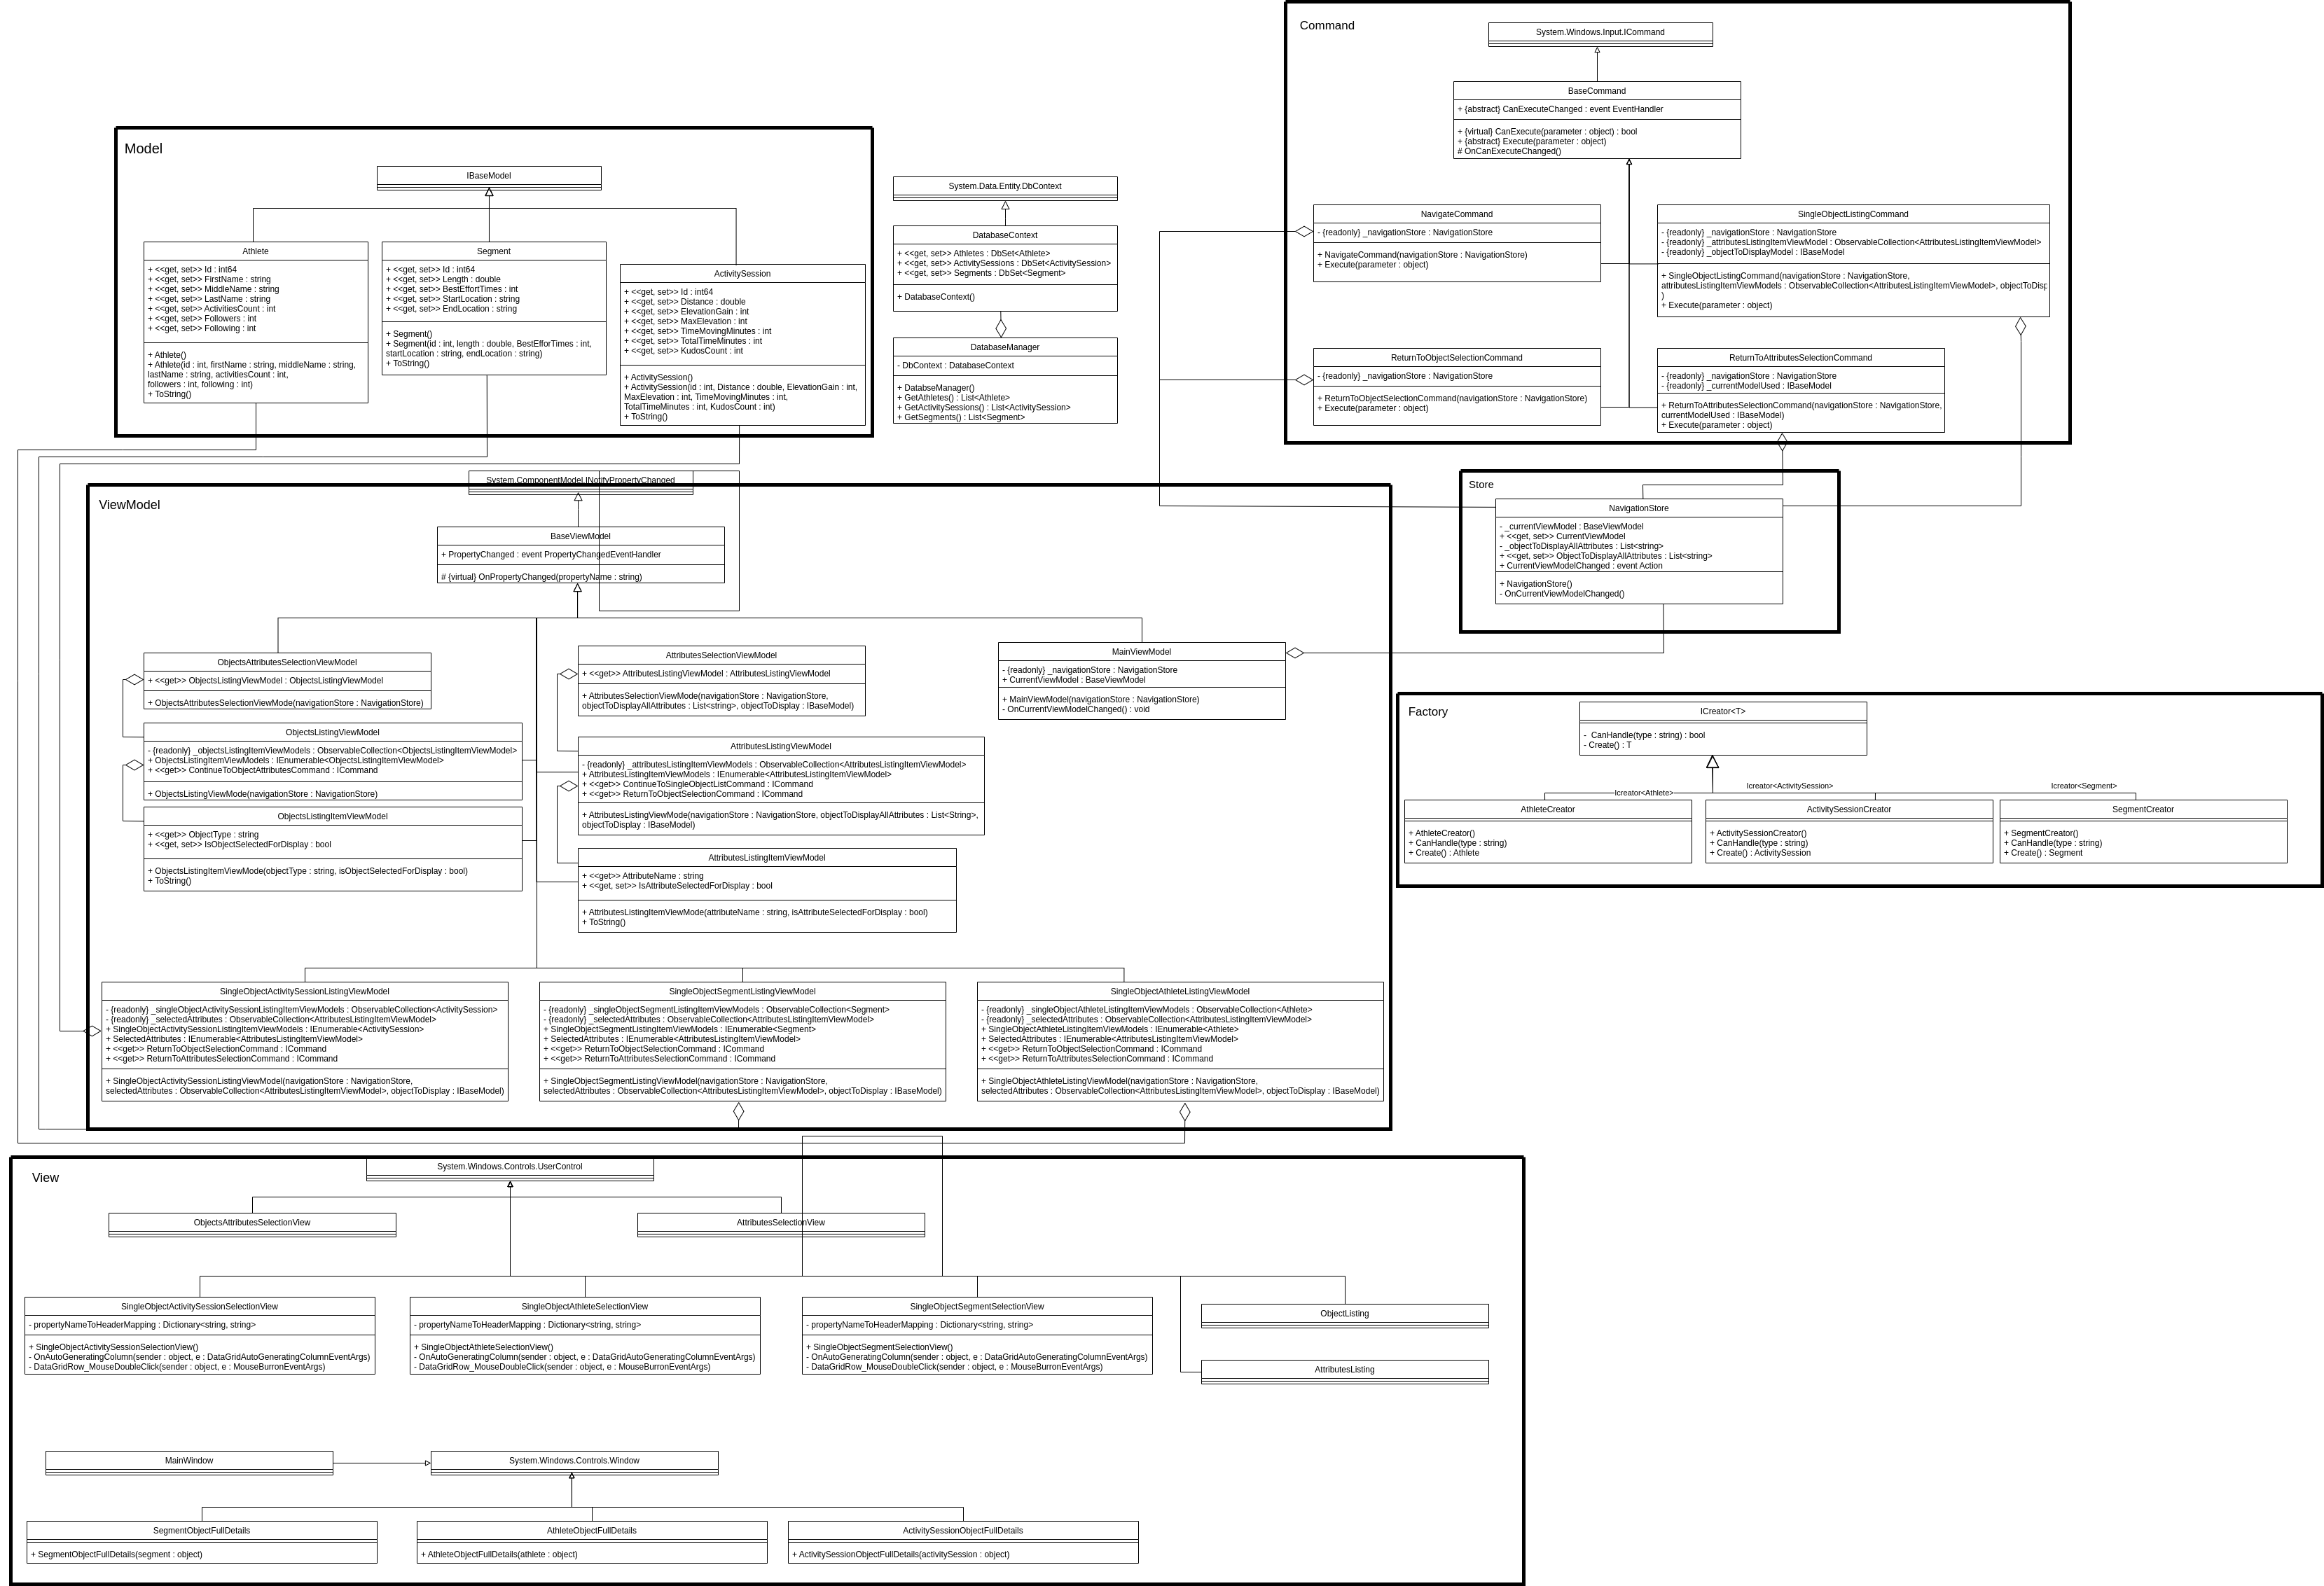 Command
System.Windows.Input.ICommand
BaseCommand
+ {abstract} CanExecuteChanged : event EventHandler
+ {virtual} CanExecute(parameter : object) : bool
+ {abstract} Execute(parameter : object)
# OnCanExecuteChanged()
NavigateCommand
- {readonly} _navigationStore : NavigationStore
+ NavigateCommand(navigationStore : NavigationStore)
+ Execute(parameter : object)
SingleObjectListingCommand
- {readonly} _navigationStore : NavigationStore
- {readonly} _attributesListingItemViewModel : ObservableCollection<AttributesListingItemViewModel>
- {readonly} _objectToDisplayModel : IBaseModel
+ SingleObjectListingCommand(navigationStore : NavigationStore,
attributesListingItemViewModels : ObservableCollection<AttributesListingItemViewModel>, objectToDisp
)
+ Execute(parameter : object)
ReturnToObjectSelectionCommand
- {readonly} _navigationStore : NavigationStore
+ ReturnToObjectSelectionCommand(navigationStore : NavigationStore)
+ Execute(parameter : object)
ReturnToAttributesSelectionCommand
- {readonly} _navigationStore : NavigationStore
- {readonly} _currentModelUsed : IBaseModel
+ ReturnToAttributesSelectionCommand(navigationStore : NavigationStore,
currentModelUsed : IBaseModel)
+ Execute(parameter : object)
Model
IBaseModel
Athlete
+ <<get, set>> Id : int64
+ <<get, set>> FirstName : string
+ <<get, set>> MiddleName : string
+ <<get, set>> LastName : string
+ <<get, set>> ActivitiesCount : int
+ <<get, set>> Followers : int
+ <<get, set>> Following : int
+ Athlete()
+ Athlete(id : int, firstName : string, middleName : string,
lastName : string, activitiesCount : int,
followers : int, following : int)
+ ToString()
Segment
+ <<get, set>> Id : int64
+ <<get, set>> Length : double
+ <<get, set>> BestEffortTimes : int
+ <<get, set>> StartLocation : string
+ <<get, set>> EndLocation : string
+ Segment()
+ Segment(id : int, length : double, BestEfforTimes : int,
startLocation : string, endLocation : string)
+ ToString()
ActivitySession
+ <<get, set>> Id : int64
+ <<get, set>> Distance : double
+ <<get, set>> ElevationGain : int
+ <<get, set>> MaxElevation : int
+ <<get, set>> TimeMovingMinutes : int
+ <<get, set>> TotalTimeMinutes : int
+ <<get, set>> KudosCount : int
+ ActivitySession()
+ ActivitySession(id : int, Distance : double, ElevationGain : int,
MaxElevation : int, TimeMovingMinutes : int,
TotalTimeMinutes : int, KudosCount : int)
+ ToString()
System.Data.Entity.DbContext
DatabaseContext
+ <<get, set>> Athletes : DbSet<Athlete>
+ <<get, set>> ActivitySessions : DbSet<ActivitySession>
+ <<get, set>> Segments : DbSet<Segment>
+ DatabaseContext()
DatabaseManager
- DbContext : DatabaseContext
+ DatabseManager()
+ GetAthletes() : List<Athlete>
+ GetActivitySessions() : List<ActivitySession>
+ GetSegments() : List<Segment>
Store
NavigationStore
- _currentViewModel : BaseViewModel
+ <<get, set>> CurrentViewModel
- _objectToDisplayAllAttributes : List<string>
+ <<get, set>> ObjectToDisplayAllAttributes : List<string>
+ CurrentViewModelChanged : event Action
+ NavigationStore()
- OnCurrentViewModelChanged()
ViewModel
System.ComponentModel.INotifyPropertyChanged
BaseViewModel
+ PropertyChanged : event PropertyChangedEventHandler
# {virtual} OnPropertyChanged(propertyName : string)
ObjectsAttributesSelectionViewModel
+ <<get>> ObjectsListingViewModel : ObjectsListingViewModel
+ ObjectsAttributesSelectionViewMode(navigationStore : NavigationStore)
ObjectsListingViewModel
- {readonly} _objectsListingItemViewModels : ObservableCollection<ObjectsListingItemViewModel>
+ ObjectsListingItemViewModels : IEnumerable<ObjectsListingItemViewModel>
+ <<get>> ContinueToObjectAttributesCommand : ICommand
+ ObjectsListingViewMode(navigationStore : NavigationStore)
ObjectsListingItemViewModel
+ <<get>> ObjectType : string
+ <<get, set>> IsObjectSelectedForDisplay : bool
+ ObjectsListingItemViewMode(objectType : string, isObjectSelectedForDisplay : bool)
+ ToString()
AttributesSelectionViewModel
+ <<get>> AttributesListingViewModel : AttributesListingViewModel
+ AttributesSelectionViewMode(navigationStore : NavigationStore,
objectToDisplayAllAttributes : List<string>, objectToDisplay : IBaseModel)
AttributesListingViewModel
- {readonly} _attributesListingItemViewModels : ObservableCollection<AttributesListingItemViewModel>
+ AttributesListingItemViewModels : IEnumerable<AttributesListingItemViewModel>
+ <<get>> ContinueToSingleObjectListCommand : ICommand
+ <<get>> ReturnToObjectSelectionCommand : ICommand
+ AttributesListingViewMode(navigationStore : NavigationStore, objectToDisplayAllAttributes : List<String>,
objectToDisplay : IBaseModel)
AttributesListingItemViewModel
+ <<get>> AttributeName : string
+ <<get, set>> IsAttributeSelectedForDisplay : bool
+ AttributesListingItemViewMode(attributeName : string, isAttributeSelectedForDisplay : bool)
+ ToString()
MainViewModel
- {readonly} _navigationStore : NavigationStore
+ CurrentViewModel : BaseViewModel
+ MainViewModel(navigationStore : NavigationStore)
- OnCurrentViewModelChanged() : void
Factory
ICreator<T>
- CanHandle(type : string) : bool
- Create() : T
Icreator<Athlete>
Icreator<ActivitySession>
Icreator<Segment>
AthleteCreator
+ AthleteCreator()
+ CanHandle(type : string)
+ Create() : Athlete
ActivitySessionCreator
+ ActivitySessionCreator()
+ CanHandle(type : string)
+ Create() : ActivitySession
SegmentCreator
+ SegmentCreator()
+ CanHandle(type : string)
+ Create() : Segment
SingleObjectActivitySessionListingViewModel
- {readonly} _singleObjectActivitySessionListingItemViewModels : ObservableCollection<ActivitySession>
- {readonly} _selectedAttributes : ObservableCollection<AttributesListingItemViewModel>
+ SingleObjectActivitySessionListingViewModels : IEnumerable<ActivitySession>
+ SelectedAttributes : IEnumerable<AttributesListingItemViewModel>
+ <<get>> ReturnToObjectSelectionCommand : ICommand
+ <<get>> ReturnToAttributesSelectionCommand : ICommand
+ SingleObjectActivitySessionListingViewModel(navigationStore : NavigationStore,
selectedAttributes : ObservableCollection<AttributesListingItemViewModel>, objectToDisplay : IBaseModel)
SingleObjectSegmentListingViewModel
- {readonly} _singleObjectSegmentListingItemViewModels : ObservableCollection<Segment>
- {readonly} _selectedAttributes : ObservableCollection<AttributesListingItemViewModel>
+ SingleObjectSegmentListingItemViewModels : IEnumerable<Segment>
+ SelectedAttributes : IEnumerable<AttributesListingItemViewModel>
+ <<get>> ReturnToObjectSelectionCommand : ICommand
+ <<get>> ReturnToAttributesSelectionCommand : ICommand
+ SingleObjectSegmentListingViewModel(navigationStore : NavigationStore,
selectedAttributes : ObservableCollection<AttributesListingItemViewModel>, objectToDisplay : IBaseModel)
SingleObjectAthleteListingViewModel
- {readonly} _singleObjectAthleteListingItemViewModels : ObservableCollection<Athlete>
- {readonly} _selectedAttributes : ObservableCollection<AttributesListingItemViewModel>
+ SingleObjectAthleteListingItemViewModels : IEnumerable<Athlete>
+ SelectedAttributes : IEnumerable<AttributesListingItemViewModel>
+ <<get>> ReturnToObjectSelectionCommand : ICommand
+ <<get>> ReturnToAttributesSelectionCommand : ICommand
+ SingleObjectAthleteListingViewModel(navigationStore : NavigationStore,
selectedAttributes : ObservableCollection<AttributesListingItemViewModel>, objectToDisplay : IBaseModel)
View
System.Windows.Controls.UserControl
ObjectsAttributesSelectionView
AttributesSelectionView
SingleObjectActivitySessionSelectionView
- propertyNameToHeaderMapping : Dictionary<string, string>
+ SingleObjectActivitySessionSelectionView()
- OnAutoGeneratingColumn(sender : object, e : DataGridAutoGeneratingColumnEventArgs)
- DataGridRow_MouseDoubleClick(sender : object, e : MouseBurronEventArgs)
SingleObjectAthleteSelectionView
- propertyNameToHeaderMapping : Dictionary<string, string>
+ SingleObjectAthleteSelectionView()
- OnAutoGeneratingColumn(sender : object, e : DataGridAutoGeneratingColumnEventArgs)
- DataGridRow_MouseDoubleClick(sender : object, e : MouseBurronEventArgs)
SingleObjectSegmentSelectionView
- propertyNameToHeaderMapping : Dictionary<string, string>
+ SingleObjectSegmentSelectionView()
- OnAutoGeneratingColumn(sender : object, e : DataGridAutoGeneratingColumnEventArgs)
- DataGridRow_MouseDoubleClick(sender : object, e : MouseBurronEventArgs)
ObjectListing
AttributesListing
MainWindow
System.Windows.Controls.Window
SegmentObjectFullDetails
+ SegmentObjectFullDetails(segment : object)
AthleteObjectFullDetails
+ AthleteObjectFullDetails(athlete : object)
ActivitySessionObjectFullDetails
+ ActivitySessionObjectFullDetails(activitySession : object)